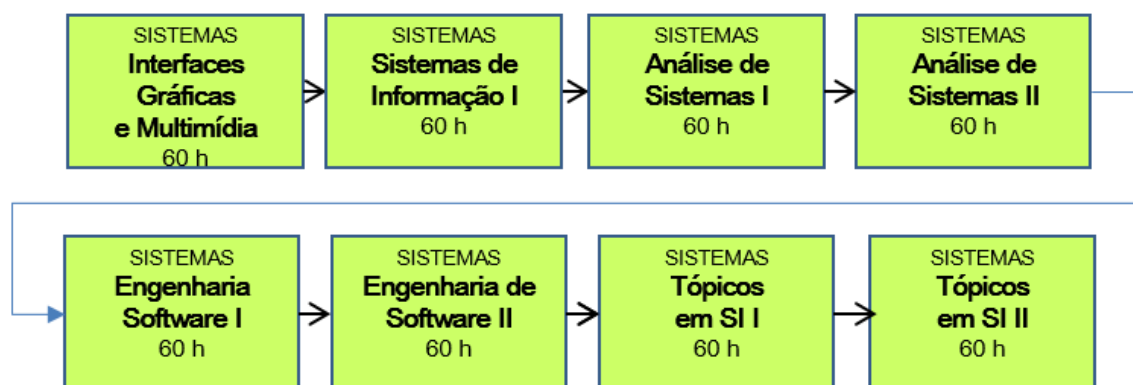 SISTEMAS
Interfaces
Gráficas
e Multimídia
60 h
SISTEMAS
Sistemas de
Informação I
60 h
SISTEMAS
Análise de
Sistemas I
60 h
SISTEMAS
Análise de
Sistemas II
60 h
SISTEMAS
Engenharia
Software I
60 h
SISTEMAS
Engenharia de
Software II
60 h
SISTEMAS
Tópicos
em SI I
60 h
SISTEMAS
Tópicos
em SI II
60 h